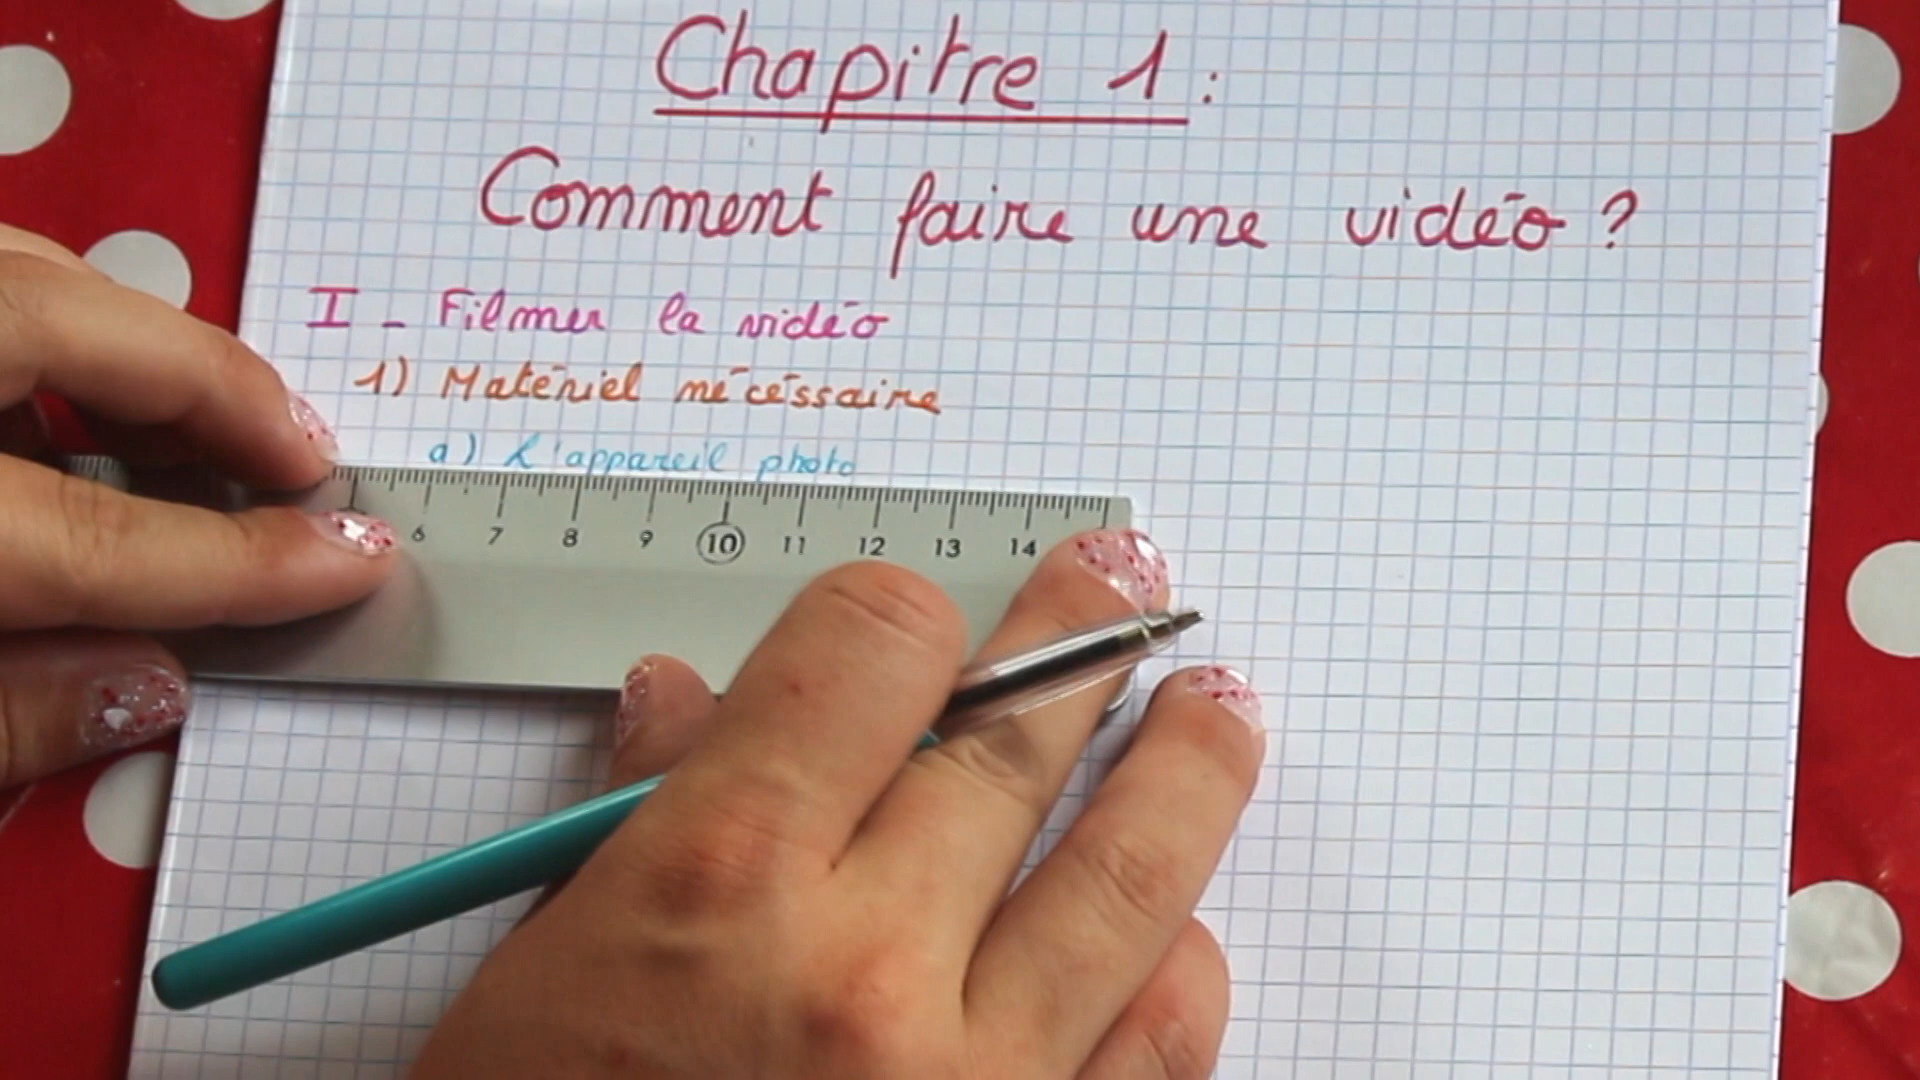 Chapitre 1 :
Comment faire une vidéo ?
I - Filmer la vidéo
1) Matériel nécéssaire
a) L'appareil photo
6 7 8 9 10 11 12 13 14